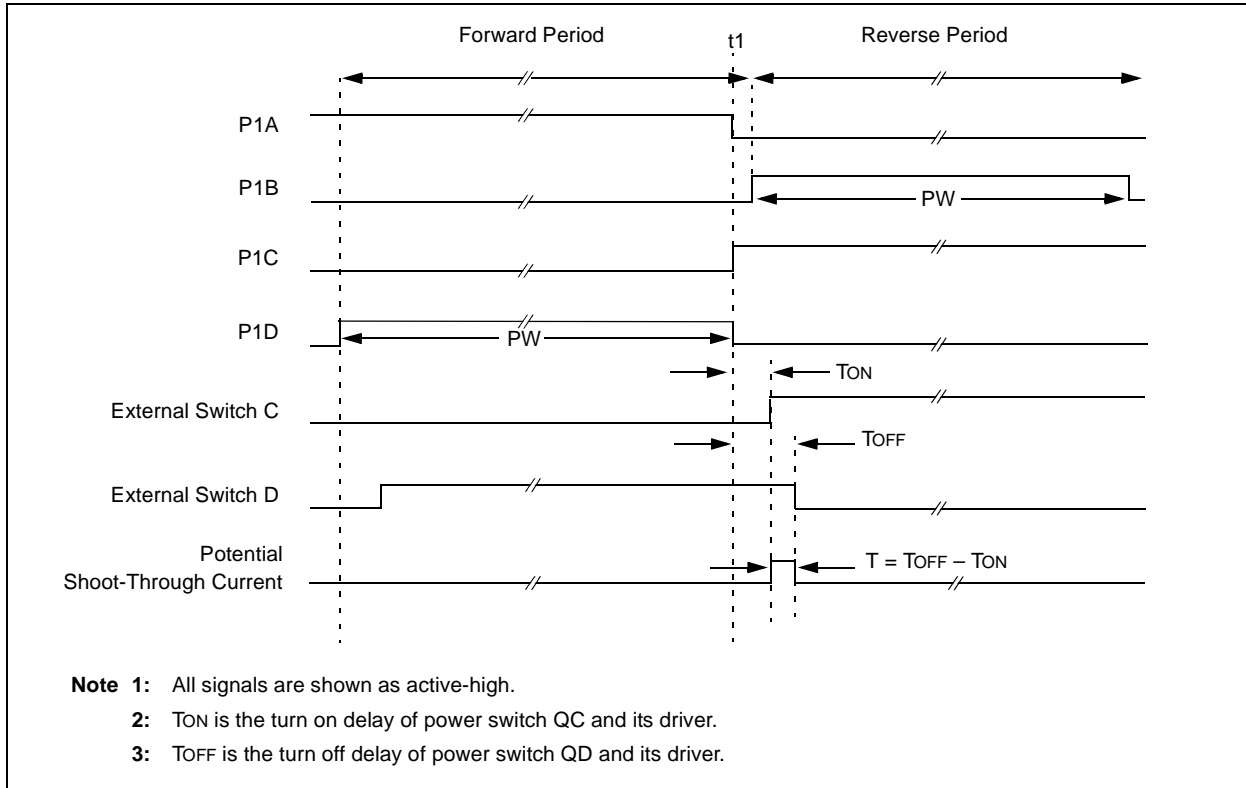 Forward Period
t1
Reverse Period
P1A
P1B
PW
P1C
P1D
PW
TON
External Switch C
TOFF
External Switch D
Potential
Shoot-Through Current
T = TOFF – TON
Note 1: All signals are shown as active-high.
2: TON is the turn on delay of power switch QC and its driver.
3: TOFF is the turn off delay of power switch QD and its driver.